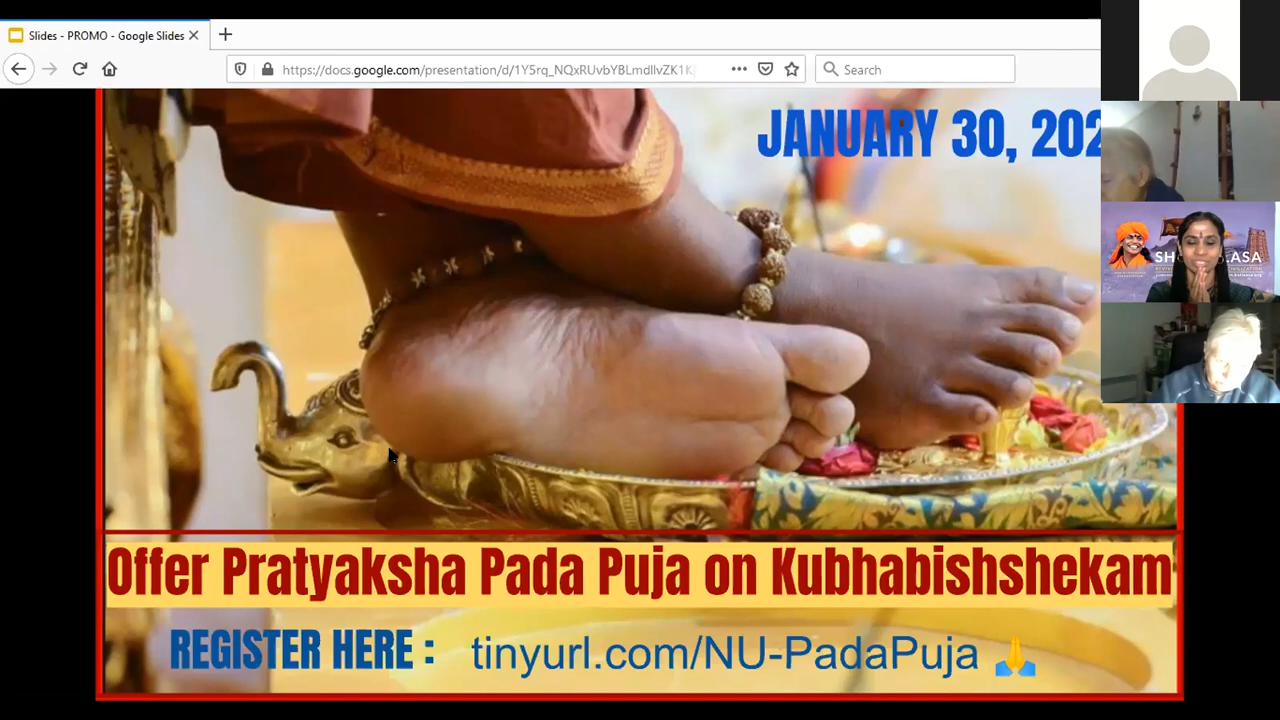 Slides - PROMO - Google Slides
https://docs.google.com/presentation/d/1Y5rq_NQxRUvbYBLmdllvZK1K
Search
JANUARY 30, 202
Offer Pratyaksha Pada Puja on Kubhabishshekam
REGISTER HERE : tinyurl.com/NU-PadaPuja 🙏